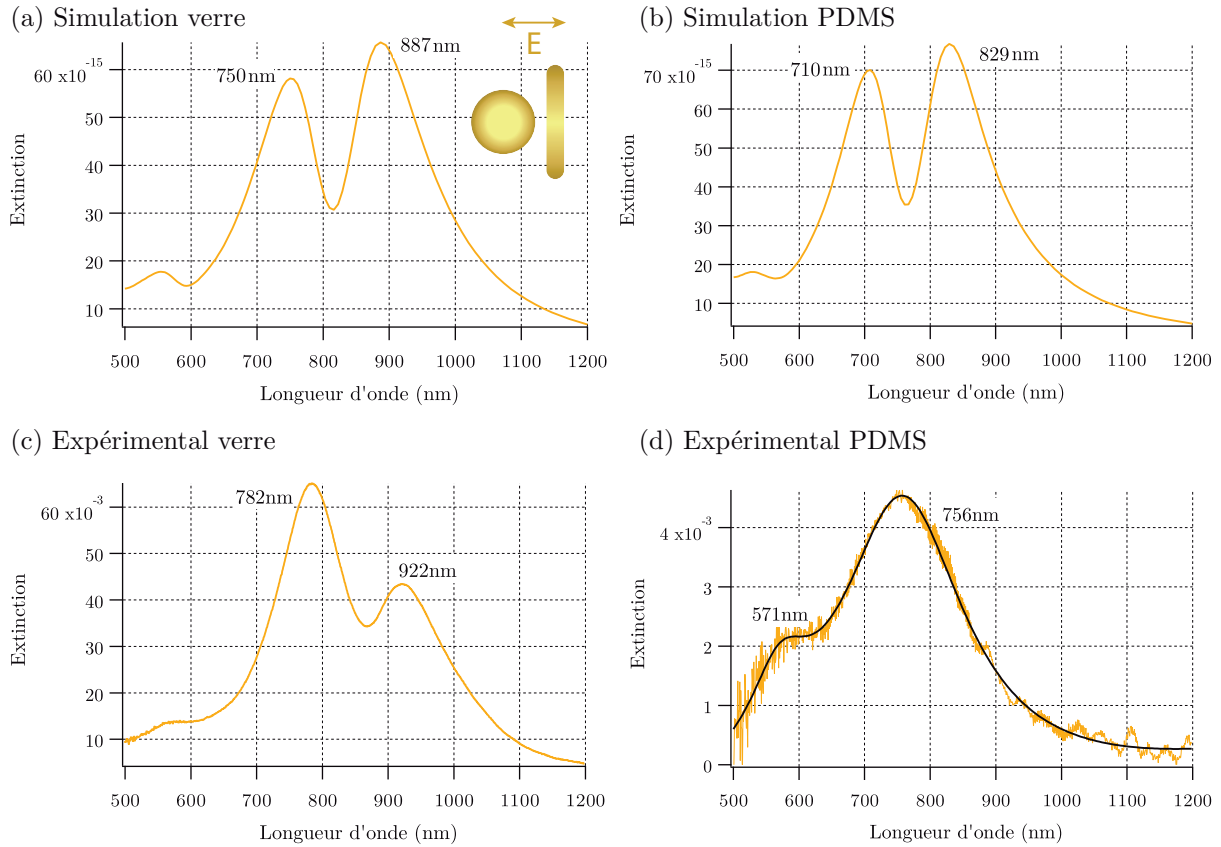 (a) Simulation verre
E
887nm
750nm
60 x10-15
50
40
30
20
10
Extinction
500 600 700 800 900 1000 1100 1200
Longueur d'onde (nm)
(b) Simulation PDMS
829nm
710nm
70 x10-15
60
50
40
30
20
10
Extinction
500 600 700 800 900 1000 1100 1200
Longueur d'onde (nm)
(c) Expérimental verre
782nm
922nm
60 x10-3
50
40
30
20
10
Extinction
500 600 700 800 900 1000 1100 1200
Longueur d'onde (nm)
(d) Expérimental PDMS
756nm
571nm
4 x10-3
3
2
1
0
Extinction
500 600 700 800 900 1000 1100 1200
Longueur d'onde (nm)